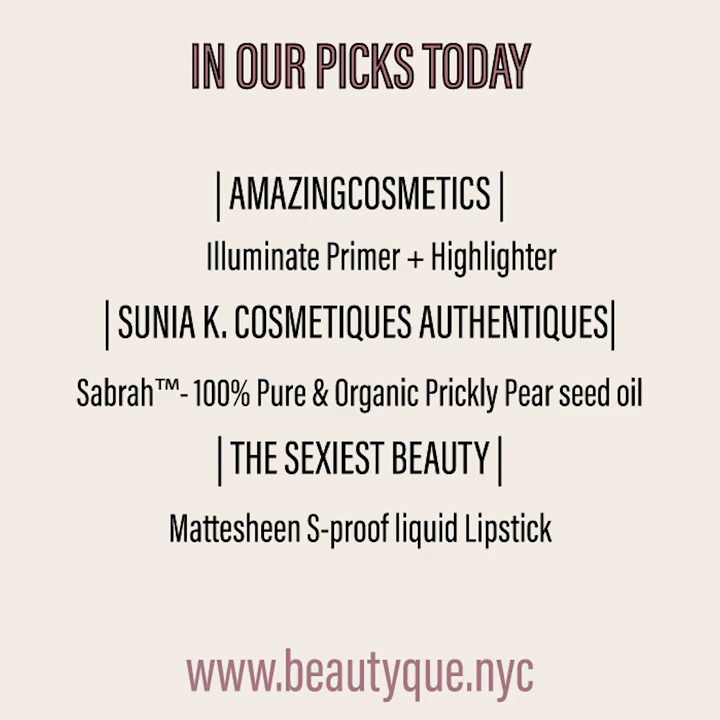 IN OUR PICKS TODAY
| AMAZINGCOSMETICS |
Illuminate Primer + Highlighter
| SUNIA K. COSMETIQUES AUTHENTIQUES|
Sabrah™- 100% Pure & Organic Prickly Pear seed oil
| THE SEXIEST BEAUTY |
Mattesheen S-proof liquid Lipstick
www.beautyque.nyc